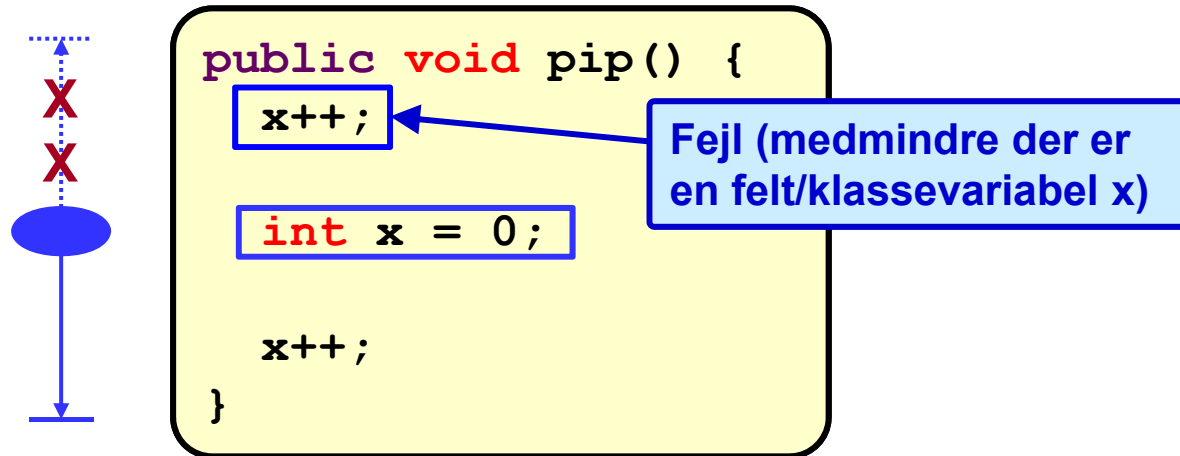 public void pip() {
x++;
Fejl (medmindre der er
en felt/klassevariabel x)
int x = 0;
x++;
}
X
X